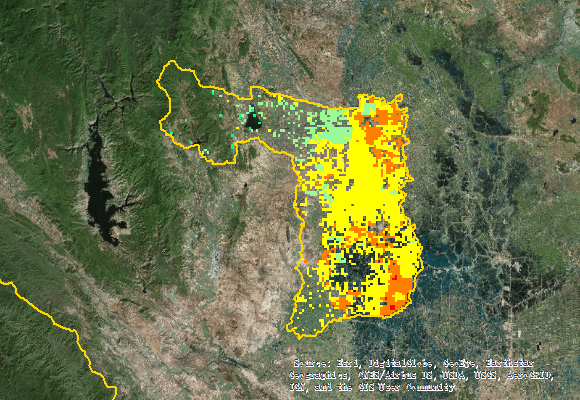 Source: Esri, DigitalGlobe, GeoEye, Earthstar
Geographics, CNES/Airbus DS, USDA, USGS, AeroGRID,
IGN, and the GIS User Community